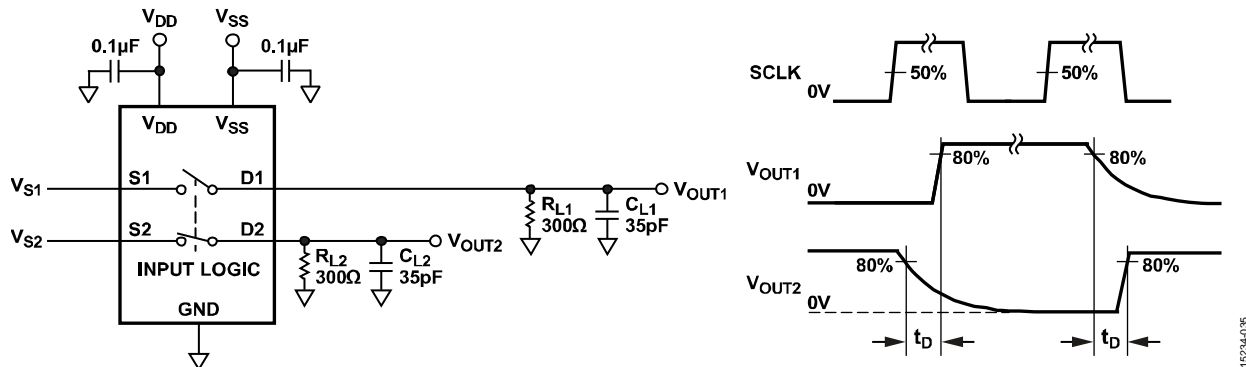 VDD
VSS
0.1µF
0.1µF
VDD
VSS
VS1
S1
D1
VOUT1
RL1
300Ω
CL1
35pF
VS2
S2
D2
VOUT2
RL2
300Ω
CL2
35pF
INPUT LOGIC
GND
SCLK
50%
50%
0V
VOUT1
80%
80%
0V
VOUT2
80%
80%
0V
tD
tD
15234-035